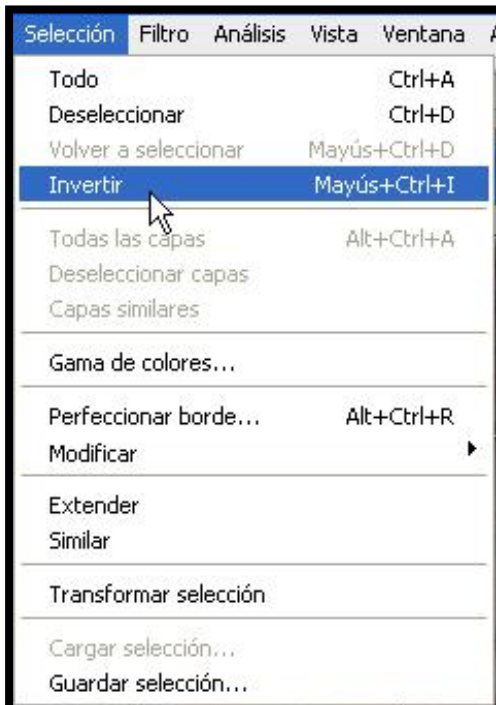 Selección Filtro Análisis Vista Ventana
Todo Ctrl+A
Deseleccionar Ctrl+D
Volver a seleccionar Mayús+Ctrl+D
Invertir Mayús+Ctrl+I
Todas las capas Alt+Ctrl+A
Deseleccionar capas
Capas similares
Gama de colores...
Perfeccionar borde... Alt+Ctrl+R
Modificar
Extender
Similar
Transformar selección
Cargar selección...
Guardar selección...